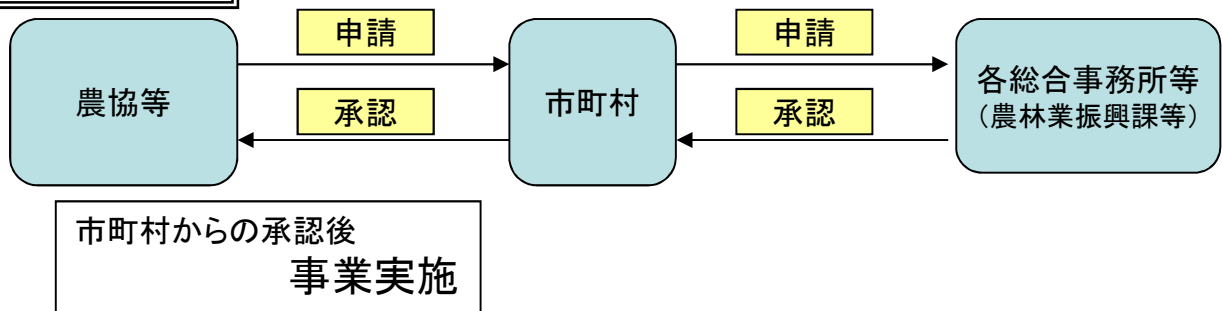 申請
申請
農協等
市町村
各総合事務所等
(農林業振興課等)
承認
承認
市町村からの承認後
事業実施